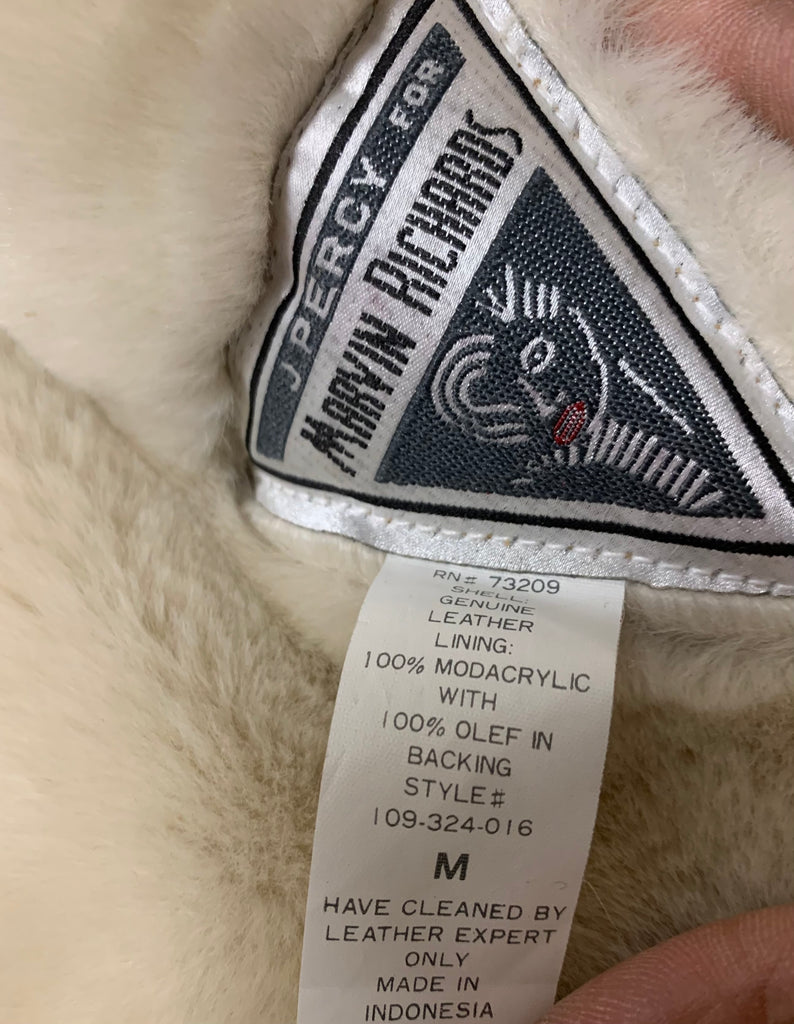 J PERCY FOR
MARVIN RICHARDS
RN# 73209
SHELL:
GENUINE
LEATHER
LINING:
100% MODACRYLIC
WITH
100% OLEF IN
BACKING
STYLE#
109-324-016
M
HAVE CLEANED BY
LEATHER EXPERT
ONLY
MADE IN
INDONESIA